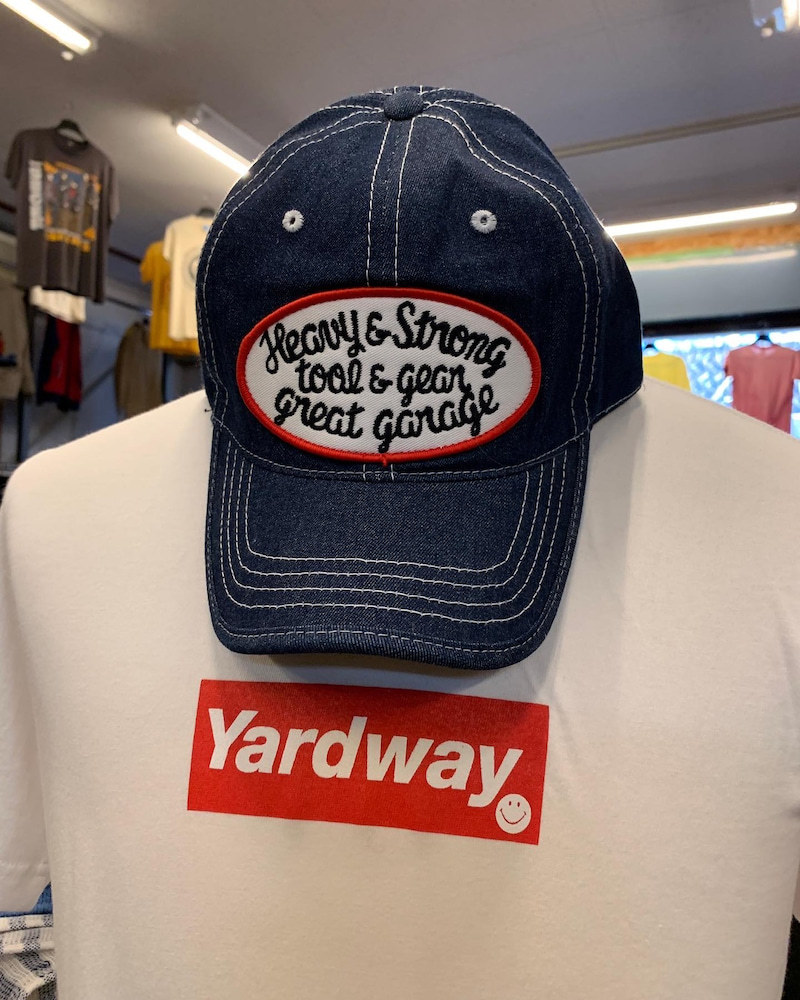 Heavy & Strong
tool & gear
great garage
Yardway